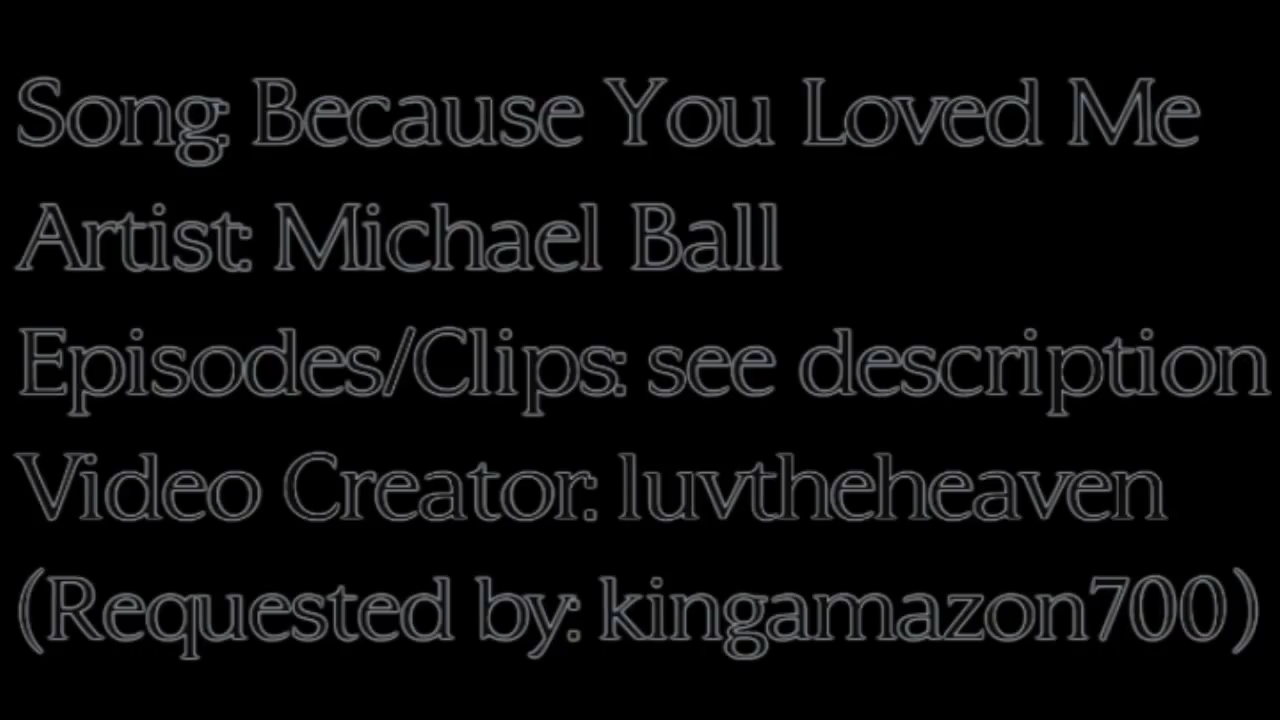 Song: Because You Loved Me
Artist: Michael Ball
Episodes/Clips: see description
Video Creator: luvtheheaven
(Requested by: kingamazon700)